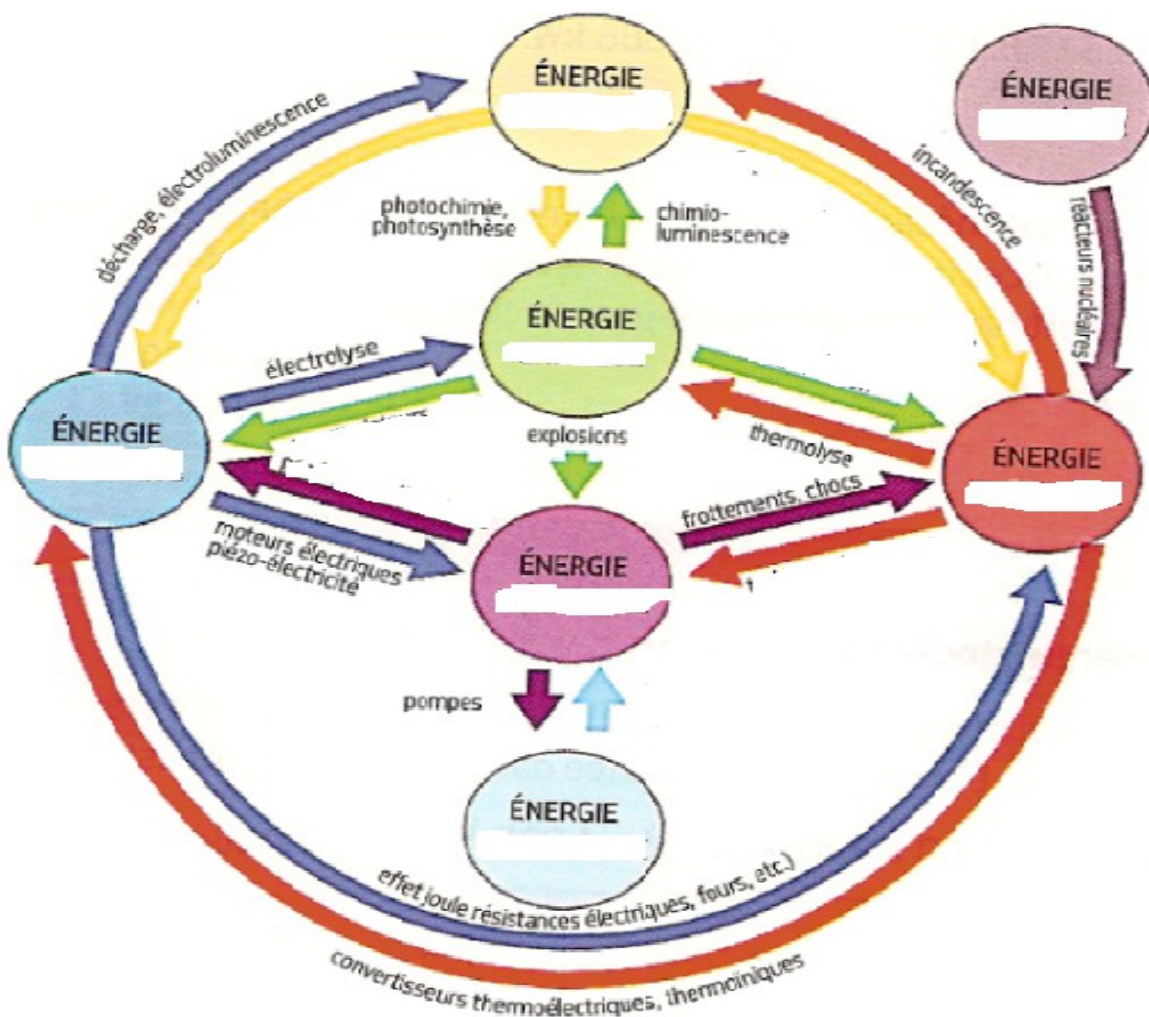 ÉNERGIE
ÉNERGIE
décharge, électroluminescence
incandescence
réacteurs nucléaires
photochimie,
photosynthèse
chimio-
luminescence
ÉNERGIE
électrolyse
ÉNERGIE
explosions
thermolyse
ÉNERGIE
frottements, chocs
moteurs électriques
piézo-électricité
ÉNERGIE
pompes
ÉNERGIE
effet joule résistances électriques, fours, etc.)
convertisseurs thermoélectriques, thermoïniques